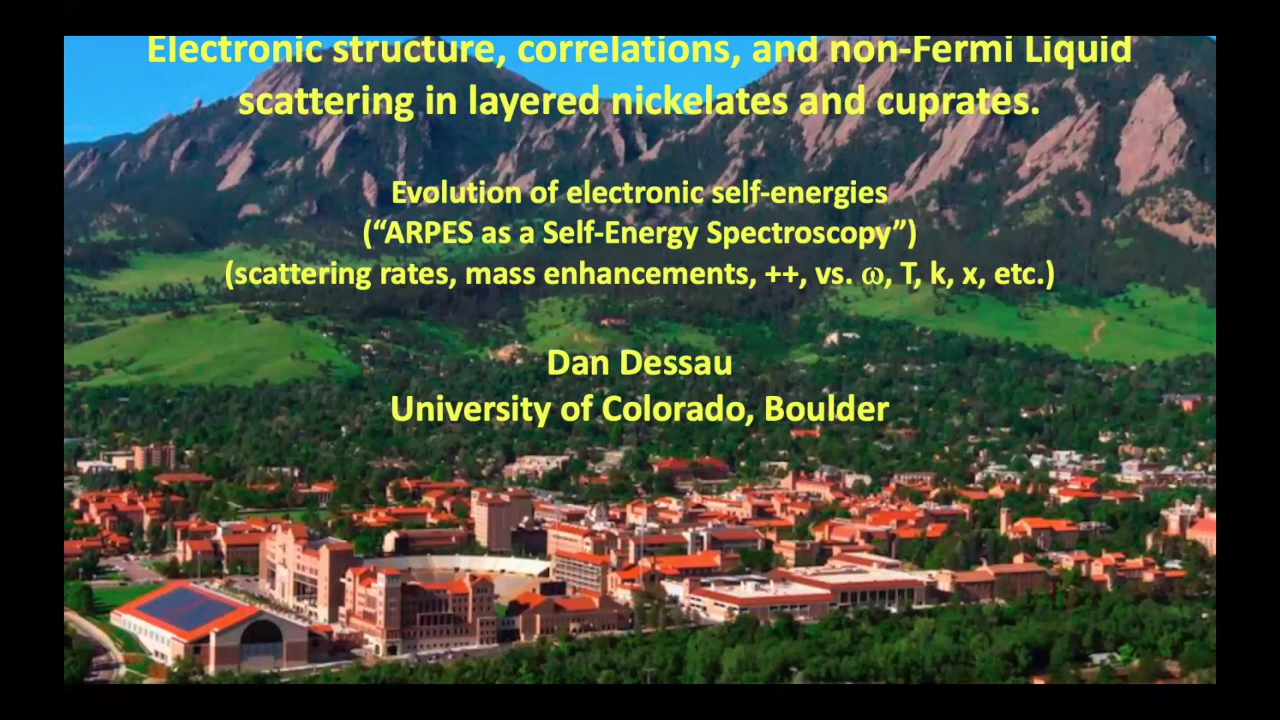 Electronic structure, correlations, and non-Fermi Liquid
scattering in layered nickelates and cuprates.
Evolution of electronic self-energies
(“ARPES as a Self-Energy Spectroscopy”)
(scattering rates, mass enhancements, ++, vs. ω, T, k, x, etc.)
Dan Dessau
University of Colorado, Boulder